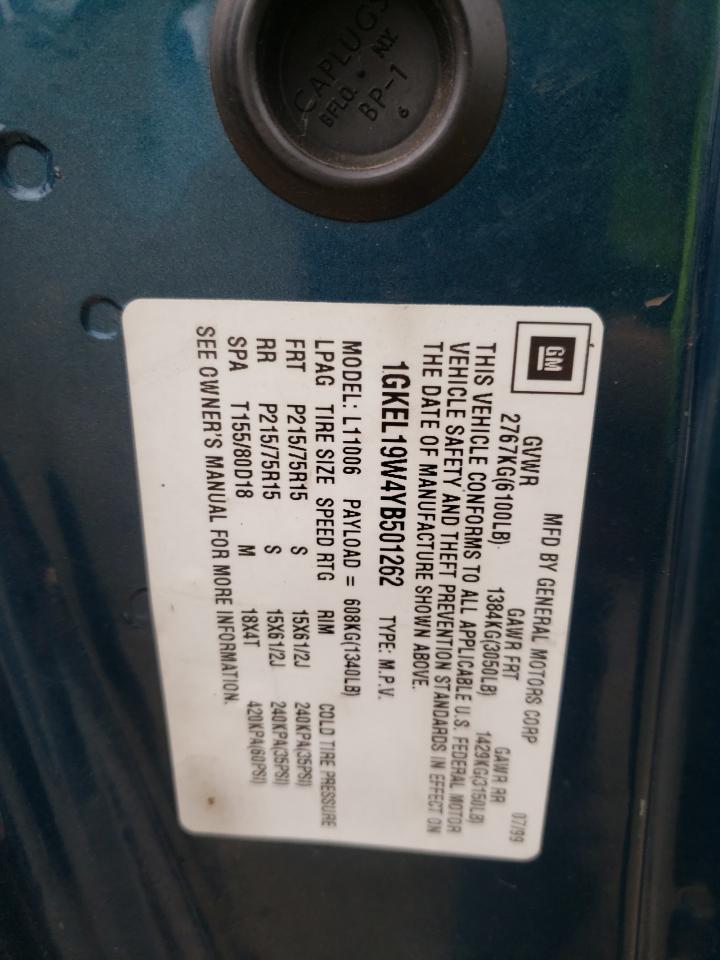 CAPLUGS
BFLO. NY
BP-1
6
GM
MFD BY GENERAL MOTORS CORP 07/99
GVWR GAWR FRT GAWR RR
2767KG(6100LB) 1384KG(3050LB) 1429KG(3150LB)
THIS VEHICLE CONFORMS TO ALL APPLICABLE U.S. FEDERAL MOTOR
VEHICLE SAFETY AND THEFT PREVENTION STANDARDS IN EFFECT ON
THE DATE OF MANUFACTURE SHOWN ABOVE.
1GKEL19W4YB501262 TYPE: M.P.V.
MODEL: L11006 PAYLOAD = 608KG(1340LB)
LPAG TIRE SIZE SPEED RTG RIM COLD TIRE PRESSURE
FRT P215/75R15 S 15X61/2J 240KPA(35PSI)
RR P215/75R15 S 15X61/2J 240KPA(35PSI)
SPA T155/80D18 M 18X4T 420KPA(60PSI)
SEE OWNER'S MANUAL FOR MORE INFORMATION.